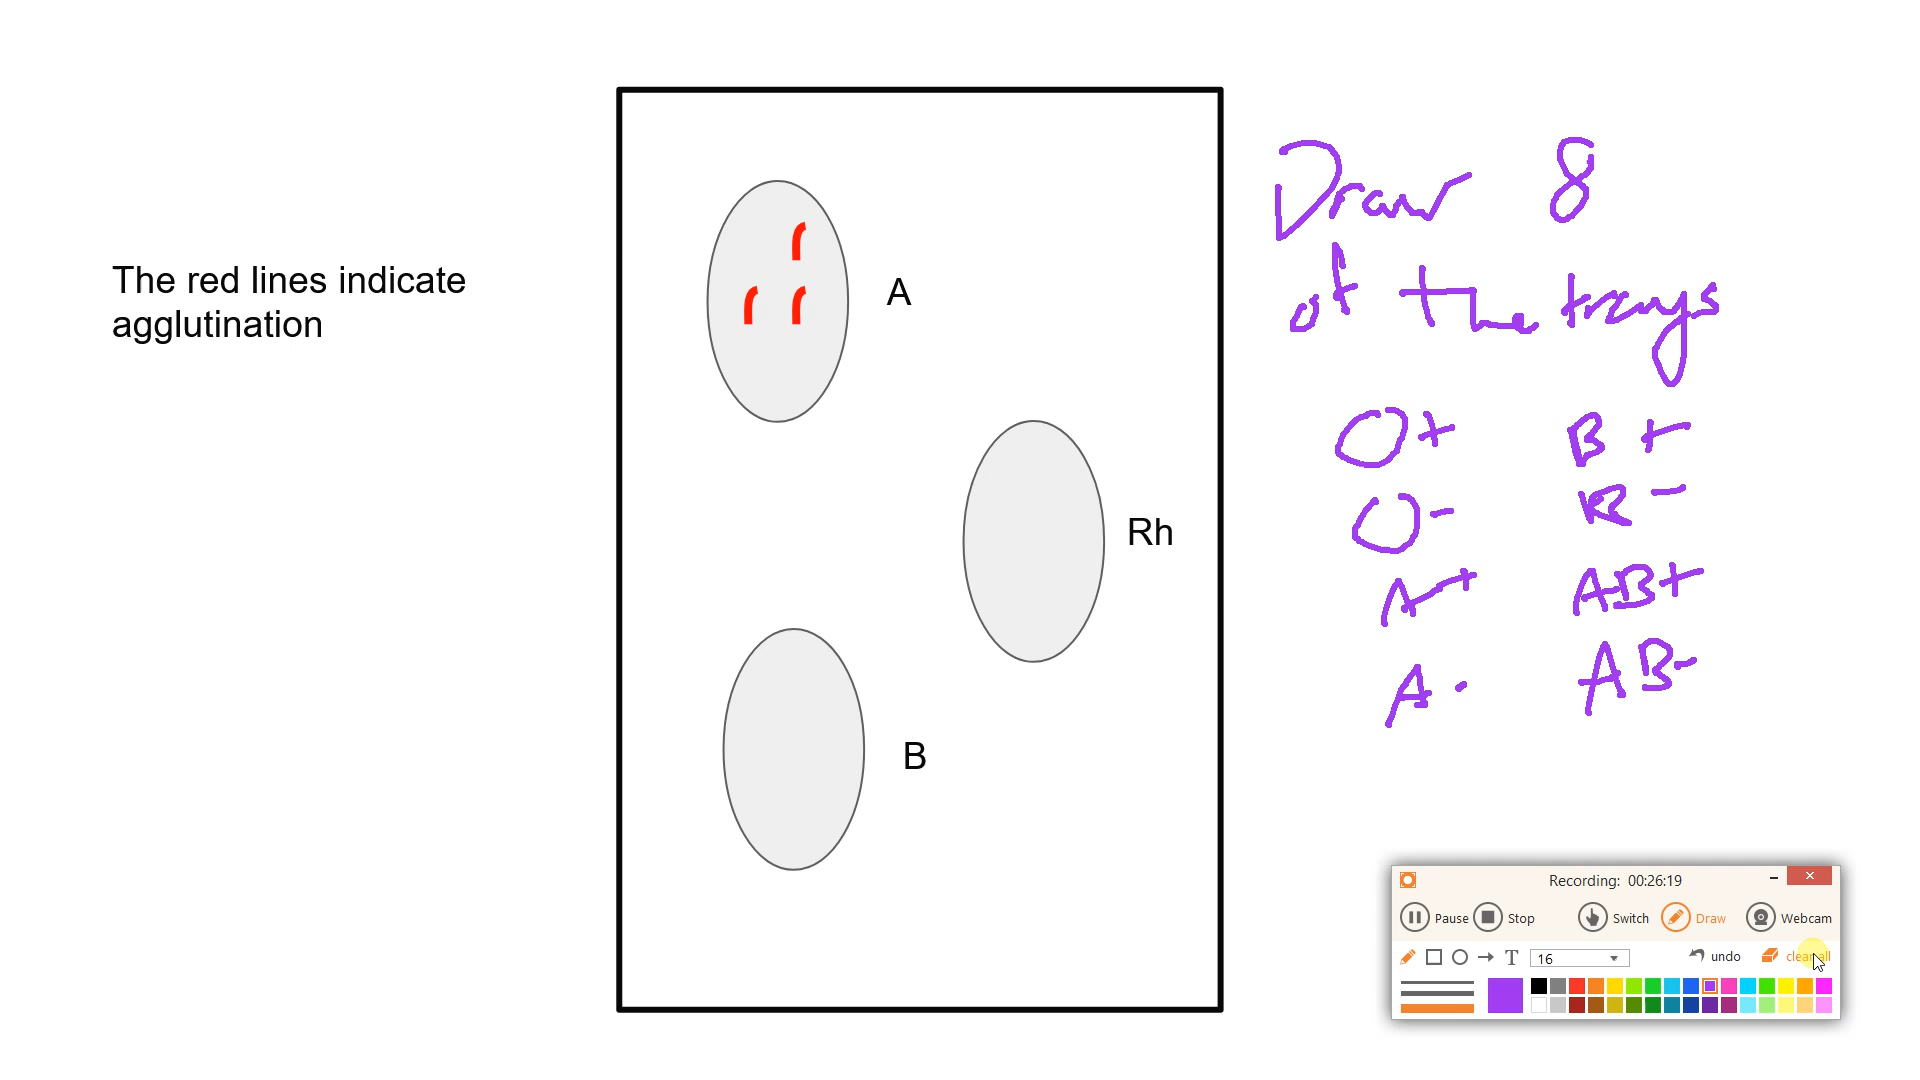 The red lines indicate
agglutination
A
Rh
B
Draw 8
of the trays
O+ B+
O- B-
A+ AB+
A- AB-
Recording: 00:26:19
Pause Stop Switch Draw Webcam
T 16 undo clear all